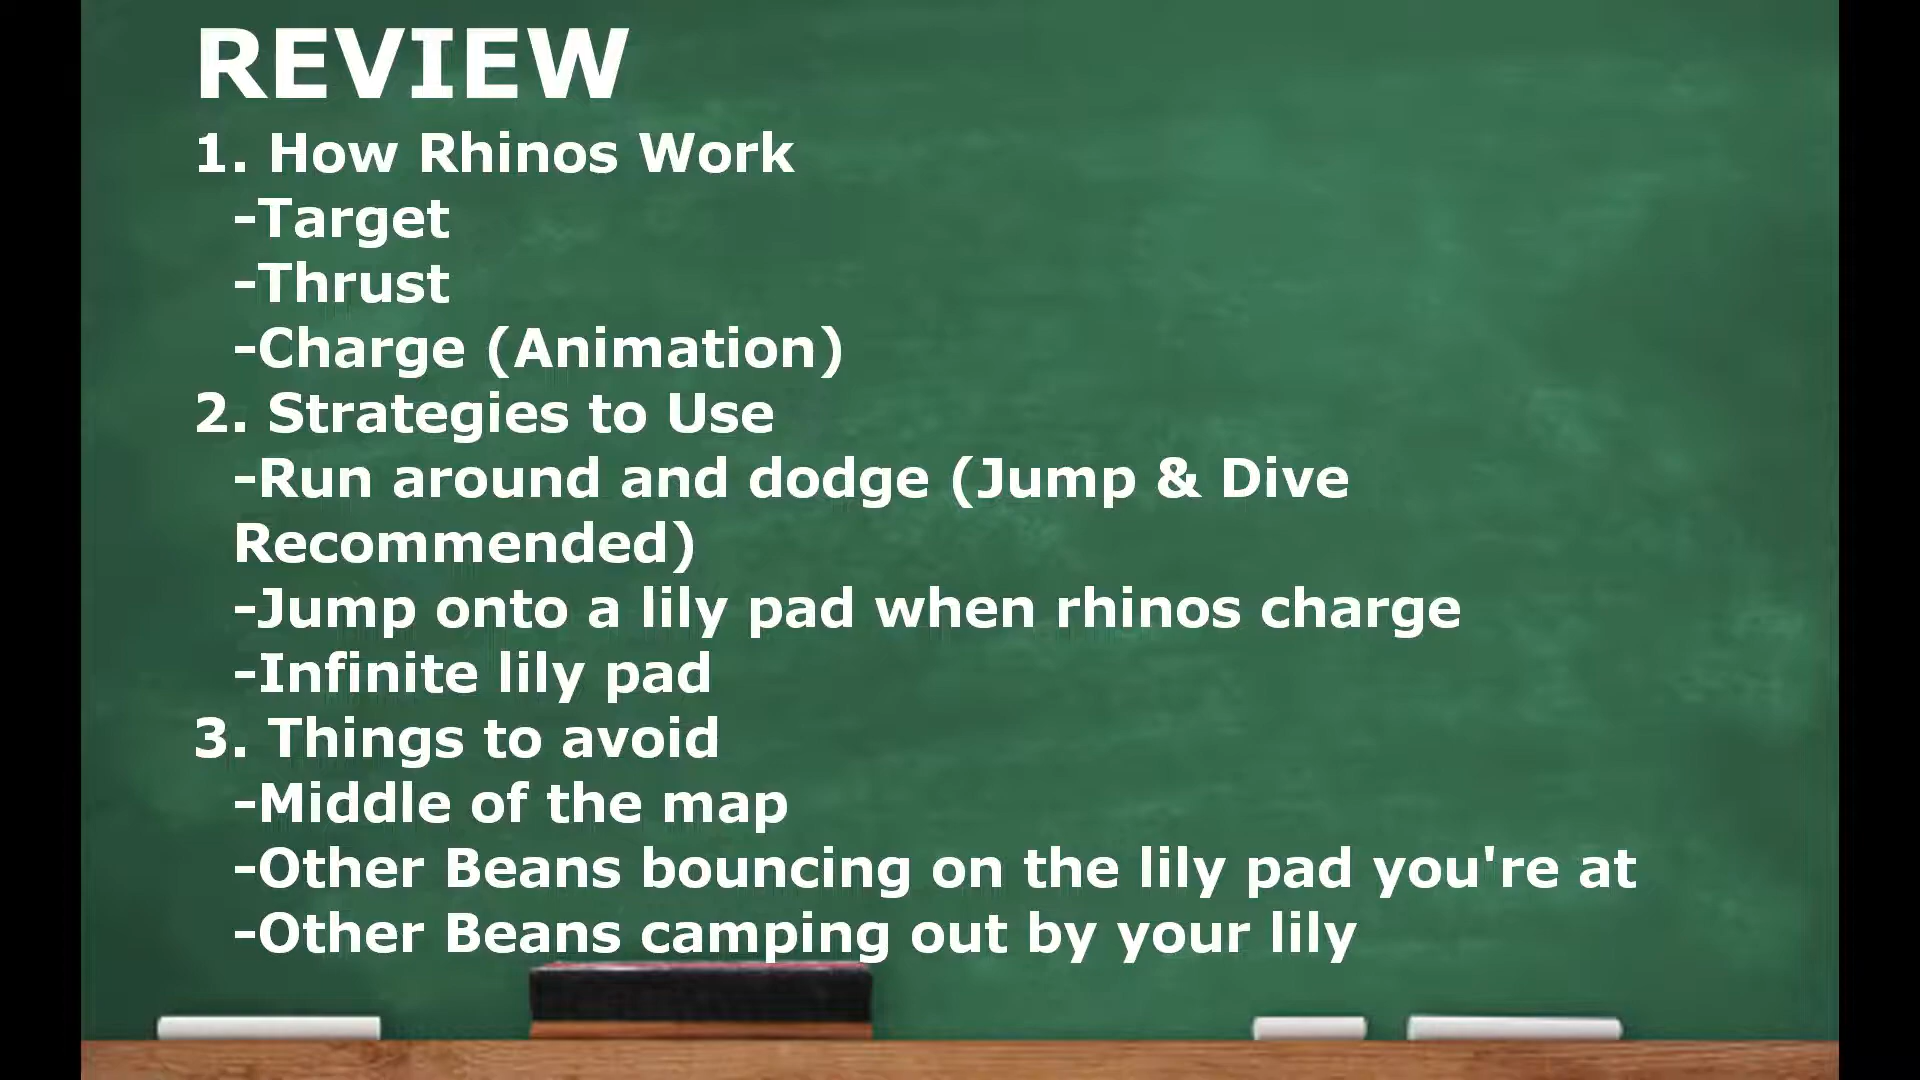 REVIEW
1. How Rhinos Work
-Target
-Thrust
-Charge (Animation)
2. Strategies to Use
-Run around and dodge (Jump & Dive
Recommended)
-Jump onto a lily pad when rhinos charge
-Infinite lily pad
3. Things to avoid
-Middle of the map
-Other Beans bouncing on the lily pad you're at
-Other Beans camping out by your lily